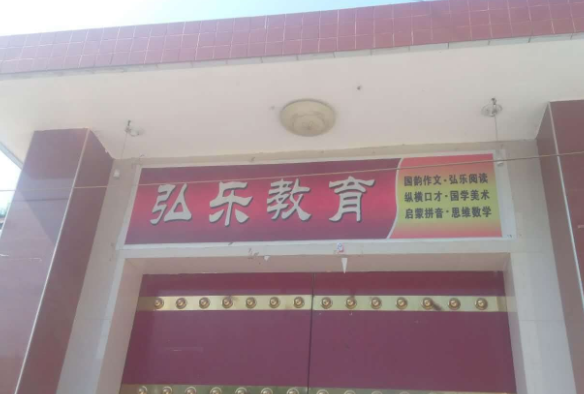 弘乐教育
国韵作文·弘乐阅读
纵横口才·国学美术
启蒙拼音·思维数学